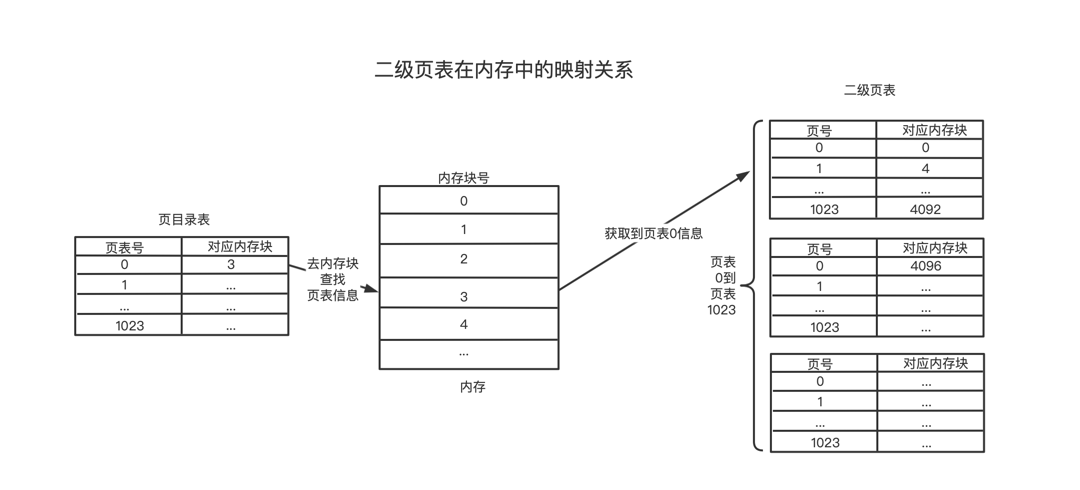 二级页表在内存中的映射关系
页目录表
页表号 对应内存块
0 3
1 ...
... ...
1023 ...
去内存块
查找
页表信息
内存块号
0
1
2
3
4
...
内存
获取到页表0信息
页表
0到
页表
1023
二级页表
页号 对应内存块
0 0
1 4
... ...
1023 4092
页号 对应内存块
0 4096
1 ...
... ...
1023 ...
页号 对应内存块
0 ...
1 ...
... ...
1023 ...